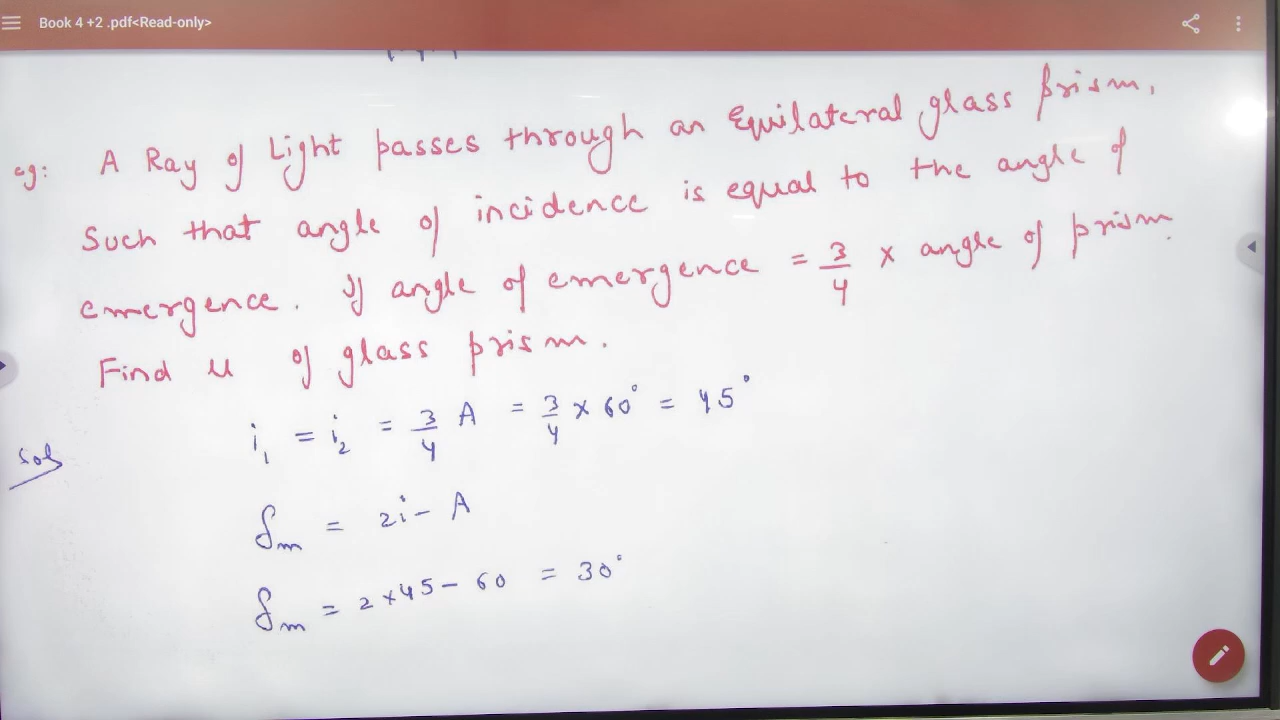 Book 4 +2 .pdf<Read-only>
eg: A Ray of Light passes through an Equilateral glass prism,
Such that angle of incidence is equal to the angle of
emergence. If angle of emergence = 3/4 x angle of prism
Find μ of glass prism.
Sol i₁ = i₂ = 3/4 A = 3/4 x 60° = 45°
δm = 2i - A
δm = 2x45 - 60 = 30°